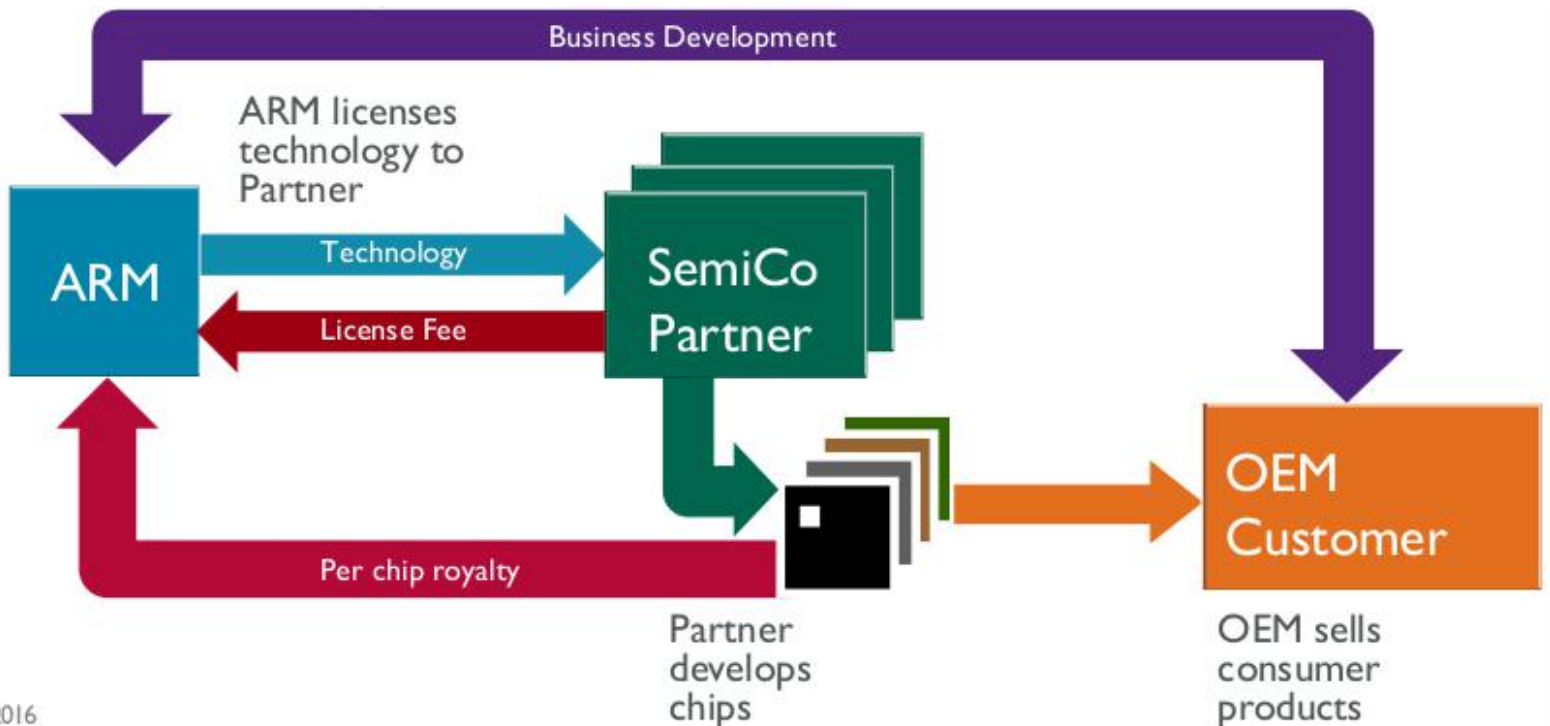 Business Development
ARM licenses
technology to
Partner
ARM
Technology
License Fee
SemiCo
Partner
Per chip royalty
OEM
Customer
Partner
develops
chips
OEM sells
consumer
products
2016